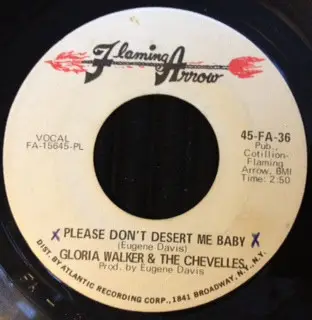 Flaming
Arrow
VOCAL
FA-15645-PL
45-FA-36
Pub.,
Cotillion-
Flaming
Arrow, BMI
Time: 2:50
X PLEASE DON'T DESERT ME BABY X
(Eugene Davis)
GLORIA WALKER & THE CHEVELLES
Prod. by Eugene Davis
DIST. BY ATLANTIC RECORDING CORP., 1841 BROADWAY, N.Y., N.Y.